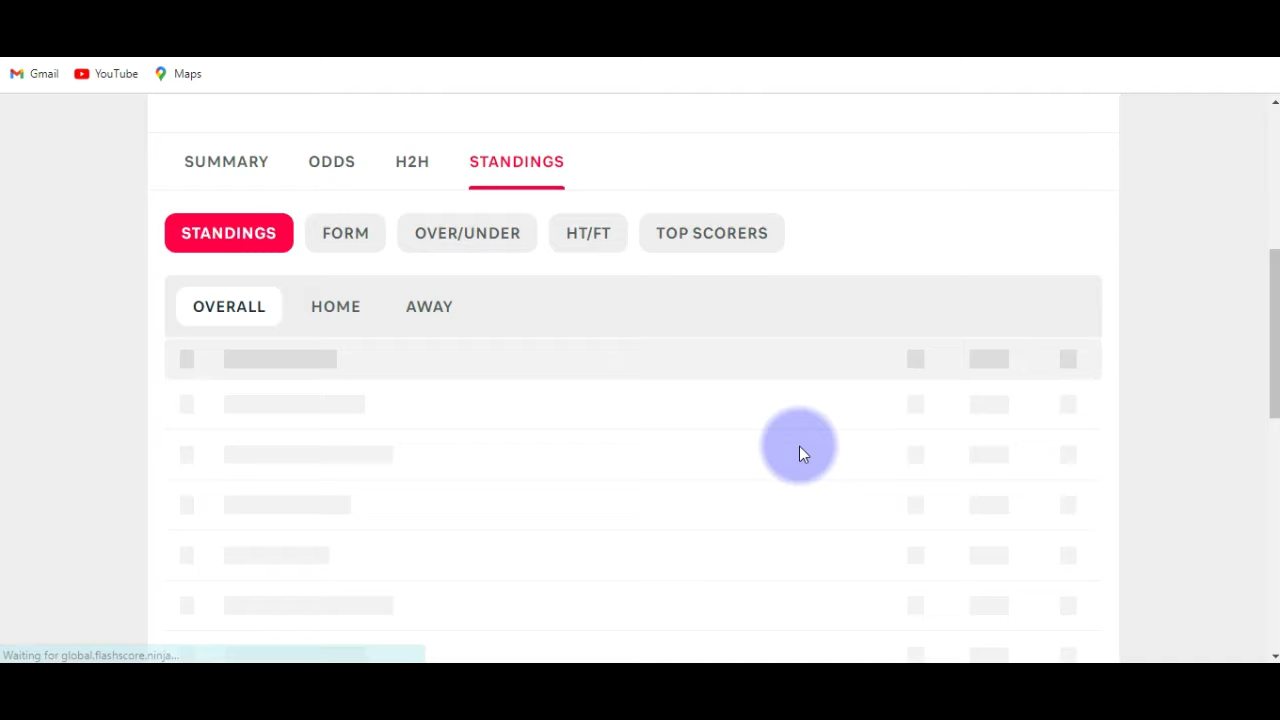 Gmail YouTube Maps
SUMMARY ODDS H2H STANDINGS
STANDINGS FORM OVER/UNDER HT/FT TOP SCORERS
OVERALL HOME AWAY
Waiting for global.flashscore.ninja...